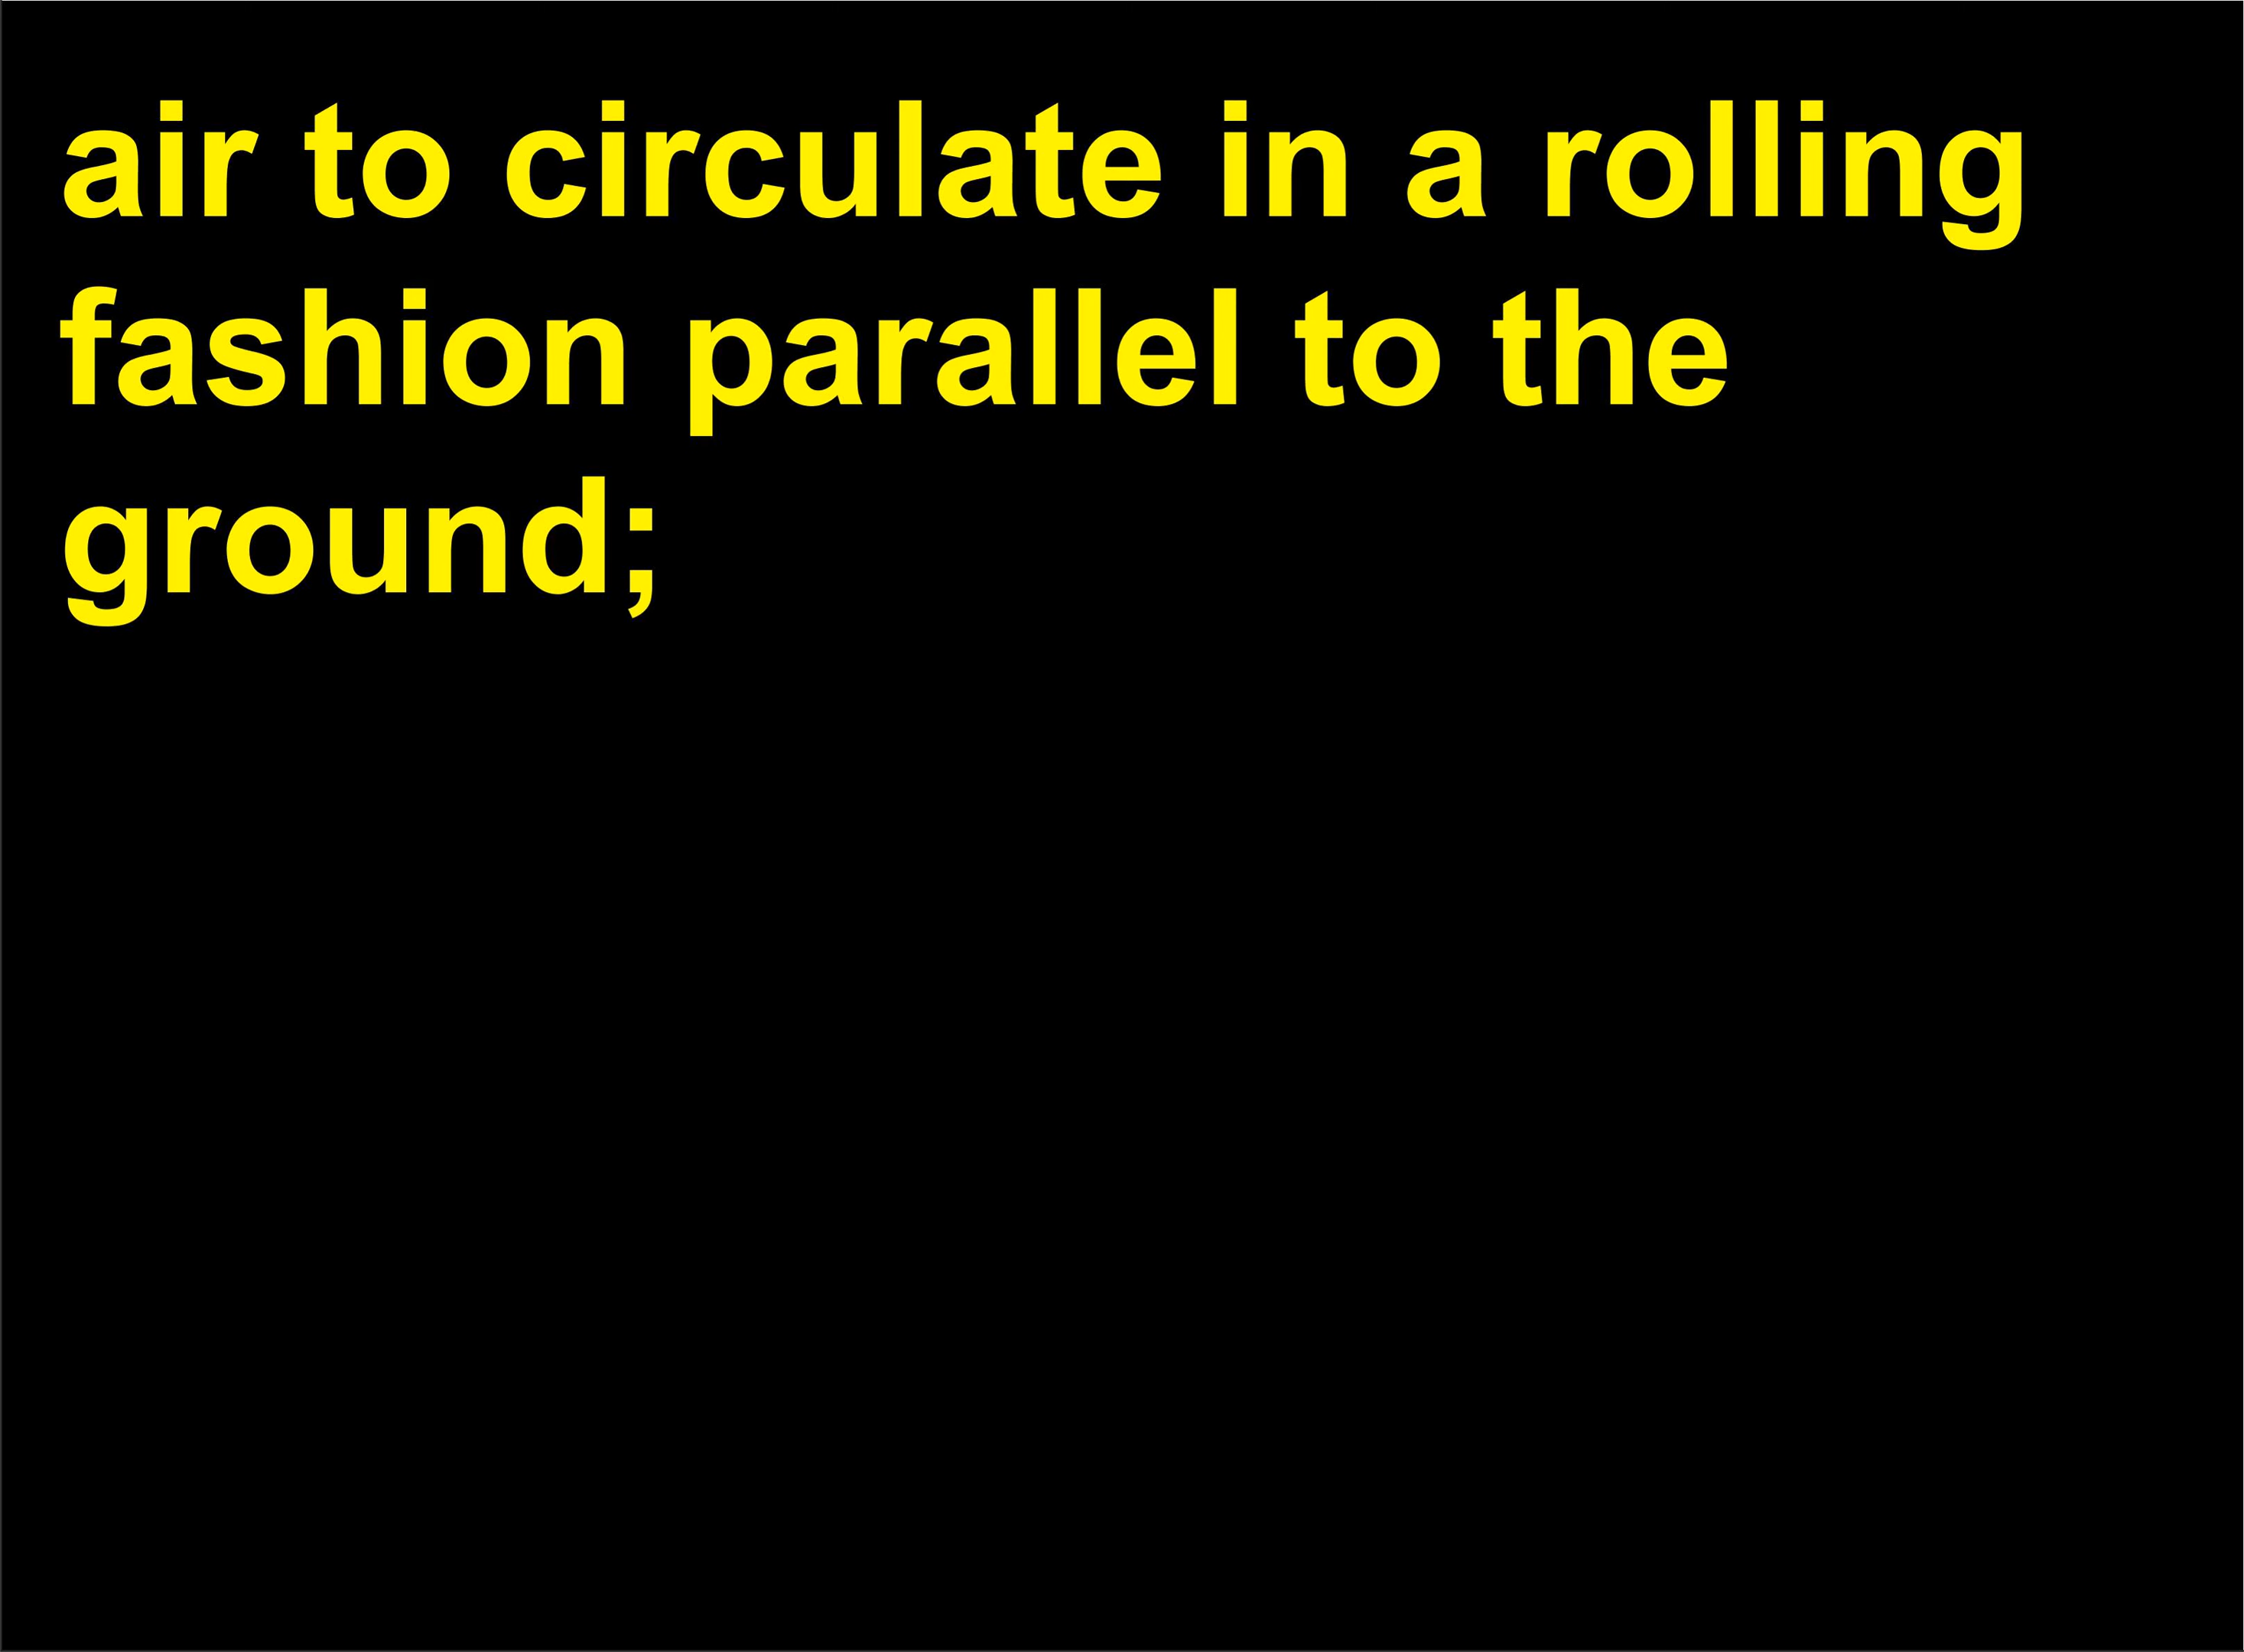 air to circulate in a rolling
fashion parallel to the
ground;